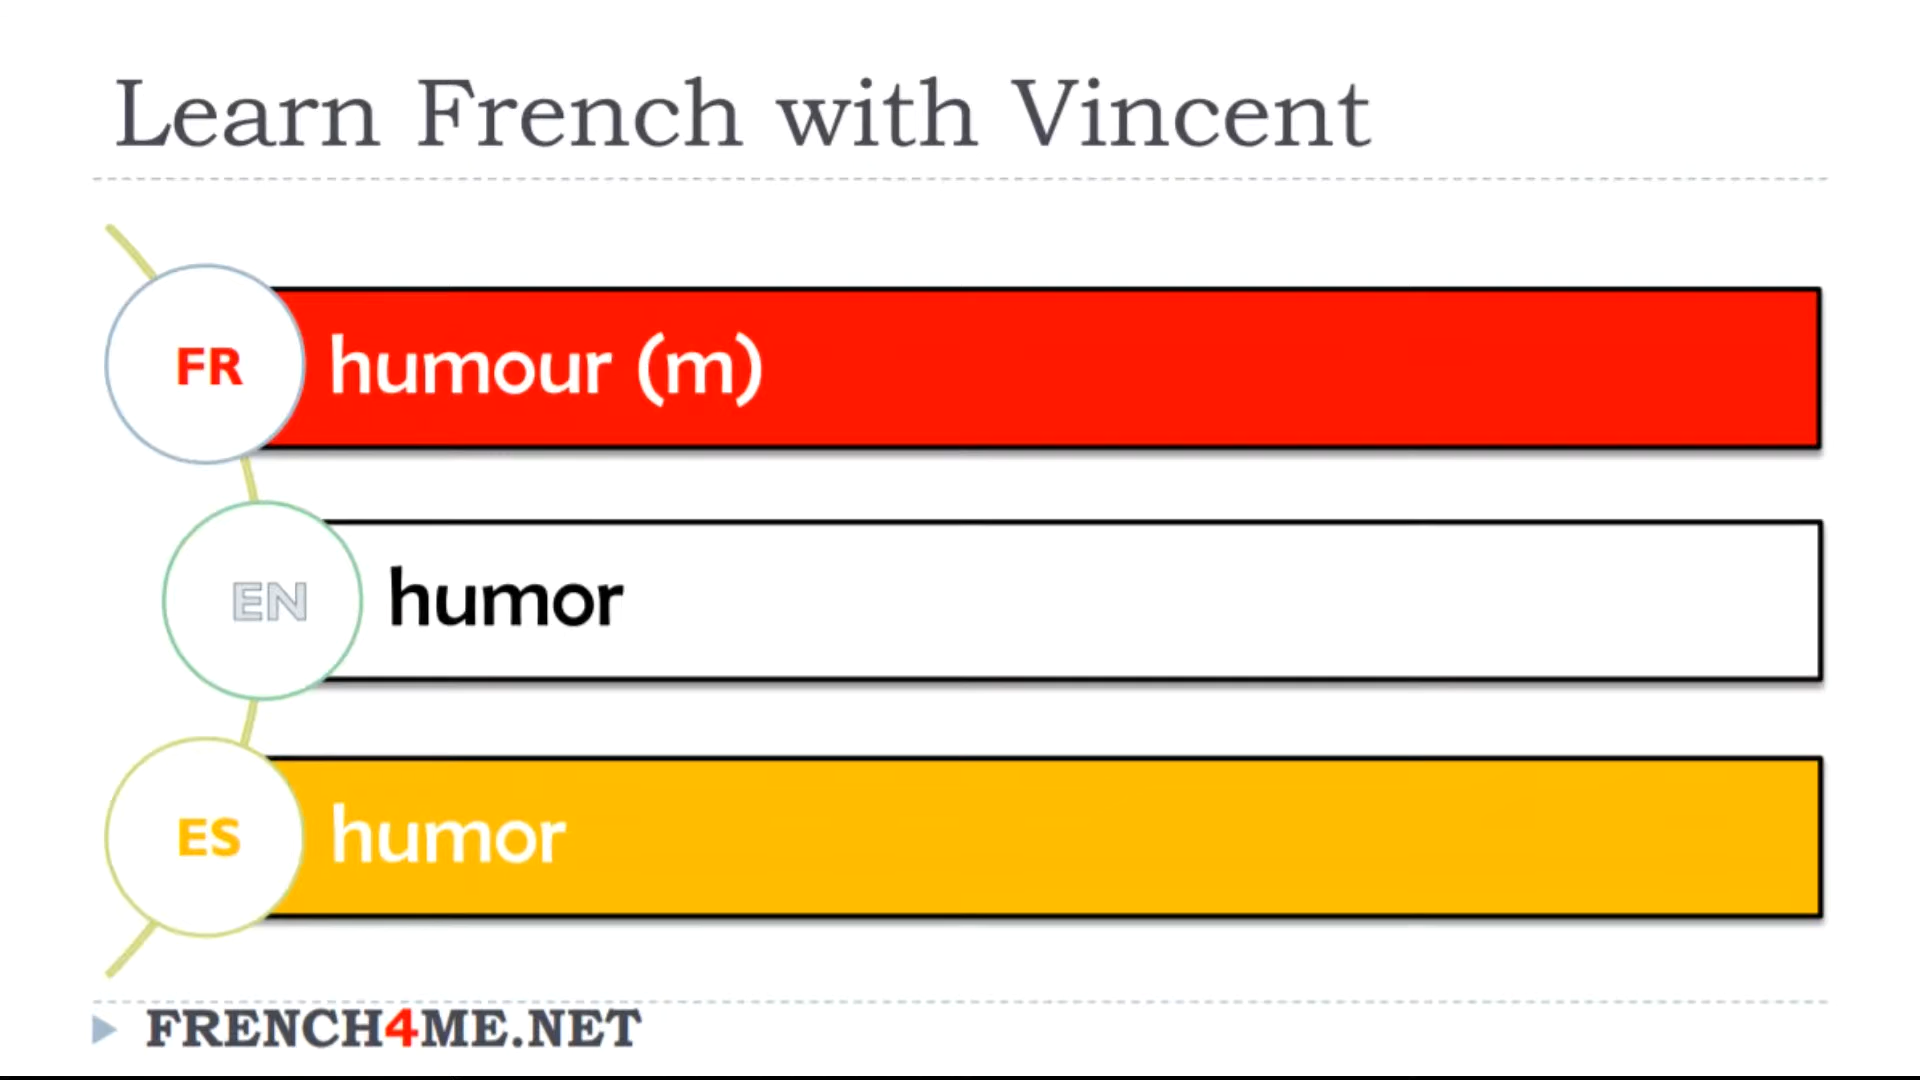 Learn French with Vincent
FR humour (m)
EN humor
ES humor
FRENCH4ME.NET